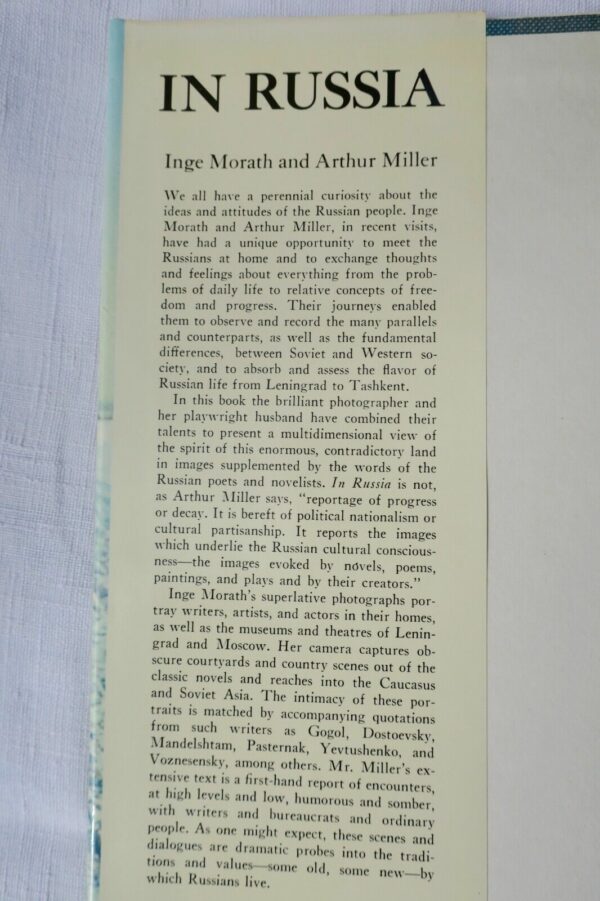 IN RUSSIA
Inge Morath and Arthur Miller
We all have a perennial curiosity about the
ideas and attitudes of the Russian people. Inge
Morath and Arthur Miller, in recent visits,
have had a unique opportunity to meet the
Russians at home and to exchange thoughts
and feelings about everything from the prob-
lems of daily life to relative concepts of free-
dom and progress. Their journeys enabled
them to observe and record the many parallels
and counterparts, as well as the fundamental
differences, between Soviet and Western so-
ciety, and to absorb and assess the flavor of
Russian life from Leningrad to Tashkent.
In this book the brilliant photographer and
her playwright husband have combined their
talents to present a multidimensional view of
the spirit of this enormous, contradictory land
in images supplemented by the words of the
Russian poets and novelists. In Russia is not,
as Arthur Miller says, “reportage of progress
or decay. It is bereft of political nationalism or
cultural partisanship. It reports the images
which underlie the Russian cultural conscious-
ness—the images evoked by novels, poems,
paintings, and plays and by their creators.”
Inge Morath’s superlative photographs por-
tray writers, artists, and actors in their homes,
as well as the museums and theatres of Lenin-
grad and Moscow. Her camera captures ob-
scure courtyards and country scenes out of the
classic novels and reaches into the Caucasus
and Soviet Asia. The intimacy of these por-
traits is matched by accompanying quotations
from such writers as Gogol, Dostoevsky,
Mandelshtam, Pasternak, Yevtushenko, and
Voznesensky, among others. Mr. Miller’s ex-
tensive text is a first-hand report of encounters,
at high levels and low, humorous and somber,
with writers and bureaucrats and ordinary
people. As one might expect, these scenes and
dialogues are dramatic probes into the tradi-
tions and values—some old, some new—by
which Russians live.